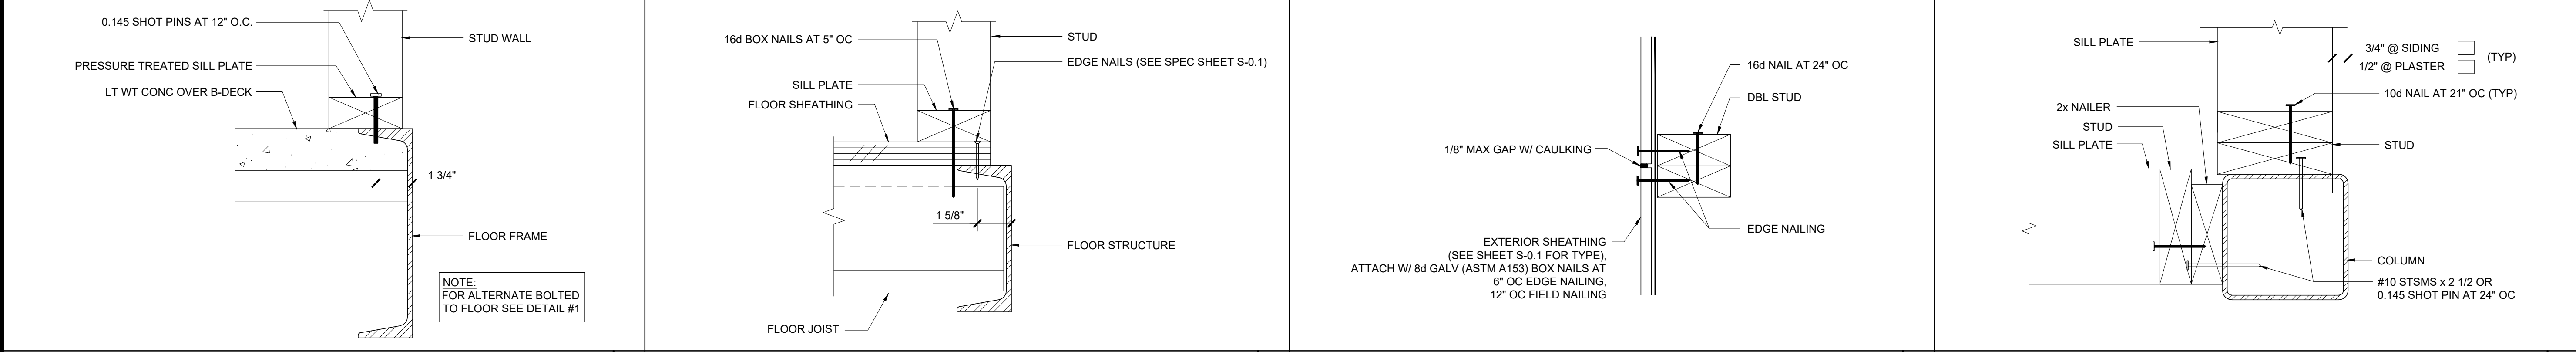 0.145 SHOT PINS AT 12" O.C.
STUD WALL
PRESSURE TREATED SILL PLATE
LT WT CONC OVER B-DECK
1 3/4"
FLOOR FRAME
NOTE:
FOR ALTERNATE BOLTED
TO FLOOR SEE DETAIL #1
16d BOX NAILS AT 5" OC
STUD
EDGE NAILS (SEE SPEC SHEET S-0.1)
SILL PLATE
FLOOR SHEATHING
1 5/8"
FLOOR STRUCTURE
FLOOR JOIST
16d NAIL AT 24" OC
DBL STUD
1/8" MAX GAP W/ CAULKING
EDGE NAILING
EXTERIOR SHEATHING
(SEE SHEET S-0.1 FOR TYPE),
ATTACH W/ 8d GALV (ASTM A153) BOX NAILS AT
6" OC EDGE NAILING,
12" OC FIELD NAILING
SILL PLATE
3/4" @ SIDING
1/2" @ PLASTER
(TYP)
10d NAIL AT 21" OC (TYP)
2x NAILER
STUD
SILL PLATE
STUD
COLUMN
#10 STSMS x 2 1/2 OR
0.145 SHOT PIN AT 24" OC